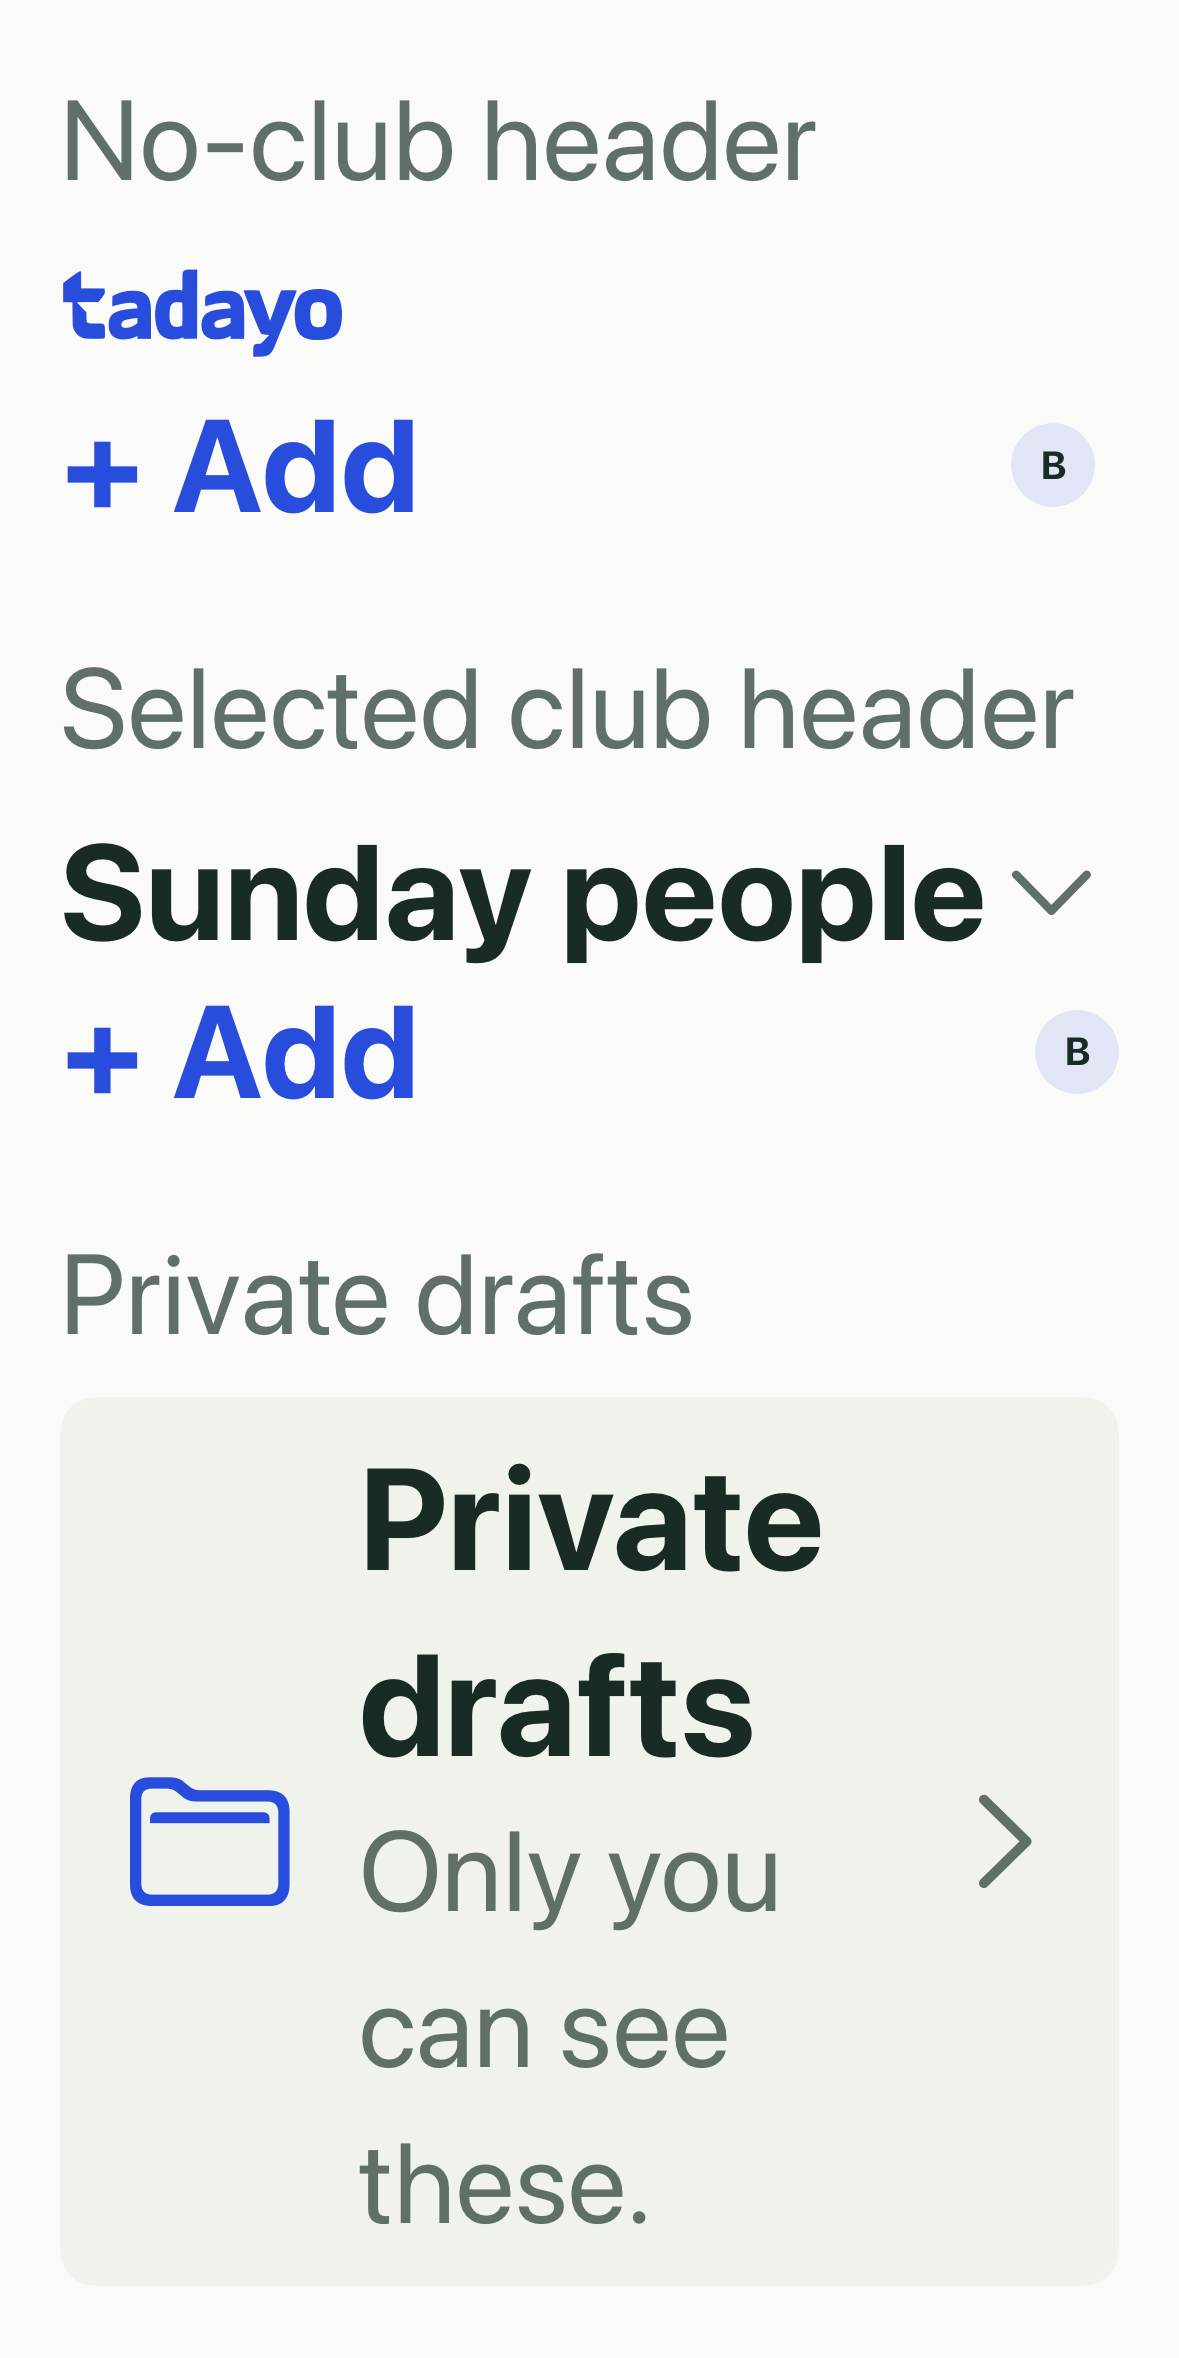 No-club header
tadayo
+ Add
B
Selected club header
Sunday people
+ Add
B
Private drafts
Private
drafts
Only you
can see
these.